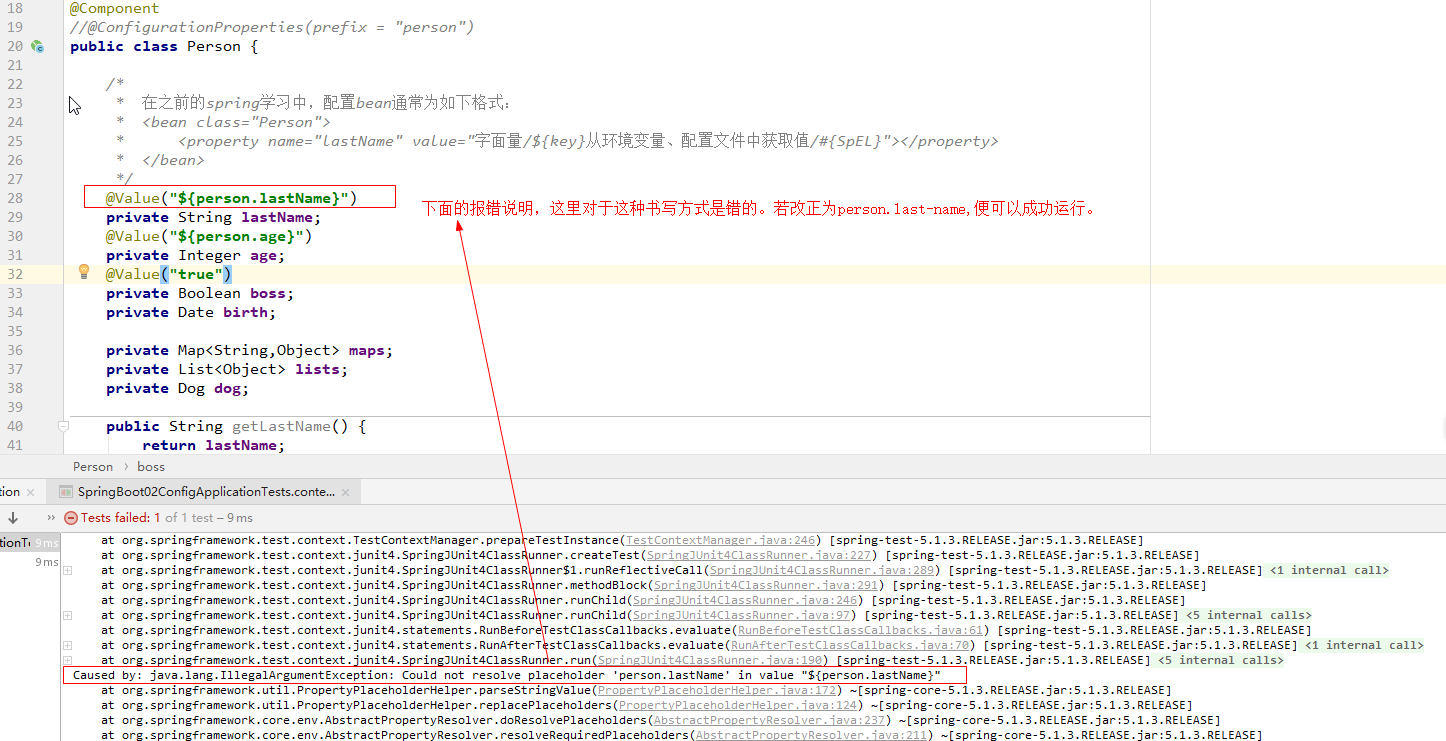 18 @Component
19 //@ConfigurationProperties(prefix = "person")
20 public class Person {
21
22 /*
23 * 在之前的spring学习中，配置bean通常为如下格式：
24 * <bean class="Person">
25 * <property name="lastName" value="字面量/${key}从环境变量、配置文件中获取值/#{SpEL}"></property>
26 * </bean>
27 */
28 @Value("${person.lastName}")
下面的报错说明，这里对于这种书写方式是错的。若改正为person.last-name,便可以成功运行。
29 private String lastName;
30 @Value("${person.age}")
31 private Integer age;
32 @Value("true")
33 private Boolean boss;
34 private Date birth;
35
36 private Map<String,Object> maps;
37 private List<Object> lists;
38 private Dog dog;
39
40 public String getLastName() {
41 return lastName;
Person › boss
tion × SpringBoot02ConfigApplicationTests.conte... ×
» Tests failed: 1 of 1 test – 9 ms
tionTe 9 ms
9 ms
at org.springframework.test.context.TestContextManager.prepareTestInstance(TestContextManager.java:246) [spring-test-5.1.3.RELEASE.jar:5.1.3.RELEASE]
at org.springframework.test.context.junit4.SpringJUnit4ClassRunner.createTest(SpringJUnit4ClassRunner.java:227) [spring-test-5.1.3.RELEASE.jar:5.1.3.RELEASE]
at org.springframework.test.context.junit4.SpringJUnit4ClassRunner$1.runReflectiveCall(SpringJUnit4ClassRunner.java:289) [spring-test-5.1.3.RELEASE.jar:5.1.3.RELEASE] <1 internal call>
at org.springframework.test.context.junit4.SpringJUnit4ClassRunner.methodBlock(SpringJUnit4ClassRunner.java:291) [spring-test-5.1.3.RELEASE.jar:5.1.3.RELEASE]
at org.springframework.test.context.junit4.SpringJUnit4ClassRunner.runChild(SpringJUnit4ClassRunner.java:246) [spring-test-5.1.3.RELEASE.jar:5.1.3.RELEASE]
at org.springframework.test.context.junit4.SpringJUnit4ClassRunner.runChild(SpringJUnit4ClassRunner.java:97) [spring-test-5.1.3.RELEASE.jar:5.1.3.RELEASE] <5 internal calls>
at org.springframework.test.context.junit4.statements.RunBeforeTestClassCallbacks.evaluate(RunBeforeTestClassCallbacks.java:61) [spring-test-5.1.3.RELEASE.jar:5.1.3.RELEASE]
at org.springframework.test.context.junit4.statements.RunAfterTestClassCallbacks.evaluate(RunAfterTestClassCallbacks.java:70) [spring-test-5.1.3.RELEASE.jar:5.1.3.RELEASE] <1 internal call>
at org.springframework.test.context.junit4.SpringJUnit4ClassRunner.run(SpringJUnit4ClassRunner.java:190) [spring-test-5.1.3.RELEASE.jar:5.1.3.RELEASE] <5 internal calls>
Caused by: java.lang.IllegalArgumentException: Could not resolve placeholder 'person.lastName' in value "${person.lastName}"
at org.springframework.util.PropertyPlaceholderHelper.parseStringValue(PropertyPlaceholderHelper.java:172) ~[spring-core-5.1.3.RELEASE.jar:5.1.3.RELEASE]
at org.springframework.util.PropertyPlaceholderHelper.replacePlaceholders(PropertyPlaceholderHelper.java:124) ~[spring-core-5.1.3.RELEASE.jar:5.1.3.RELEASE]
at org.springframework.core.env.AbstractPropertyResolver.doResolvePlaceholders(AbstractPropertyResolver.java:237) ~[spring-core-5.1.3.RELEASE.jar:5.1.3.RELEASE]
at org.springframework.core.env.AbstractPropertyResolver.resolveRequiredPlaceholders(AbstractPropertyResolver.java:211) ~[spring-core-5.1.3.RELEASE.jar:5.1.3.RELEASE]